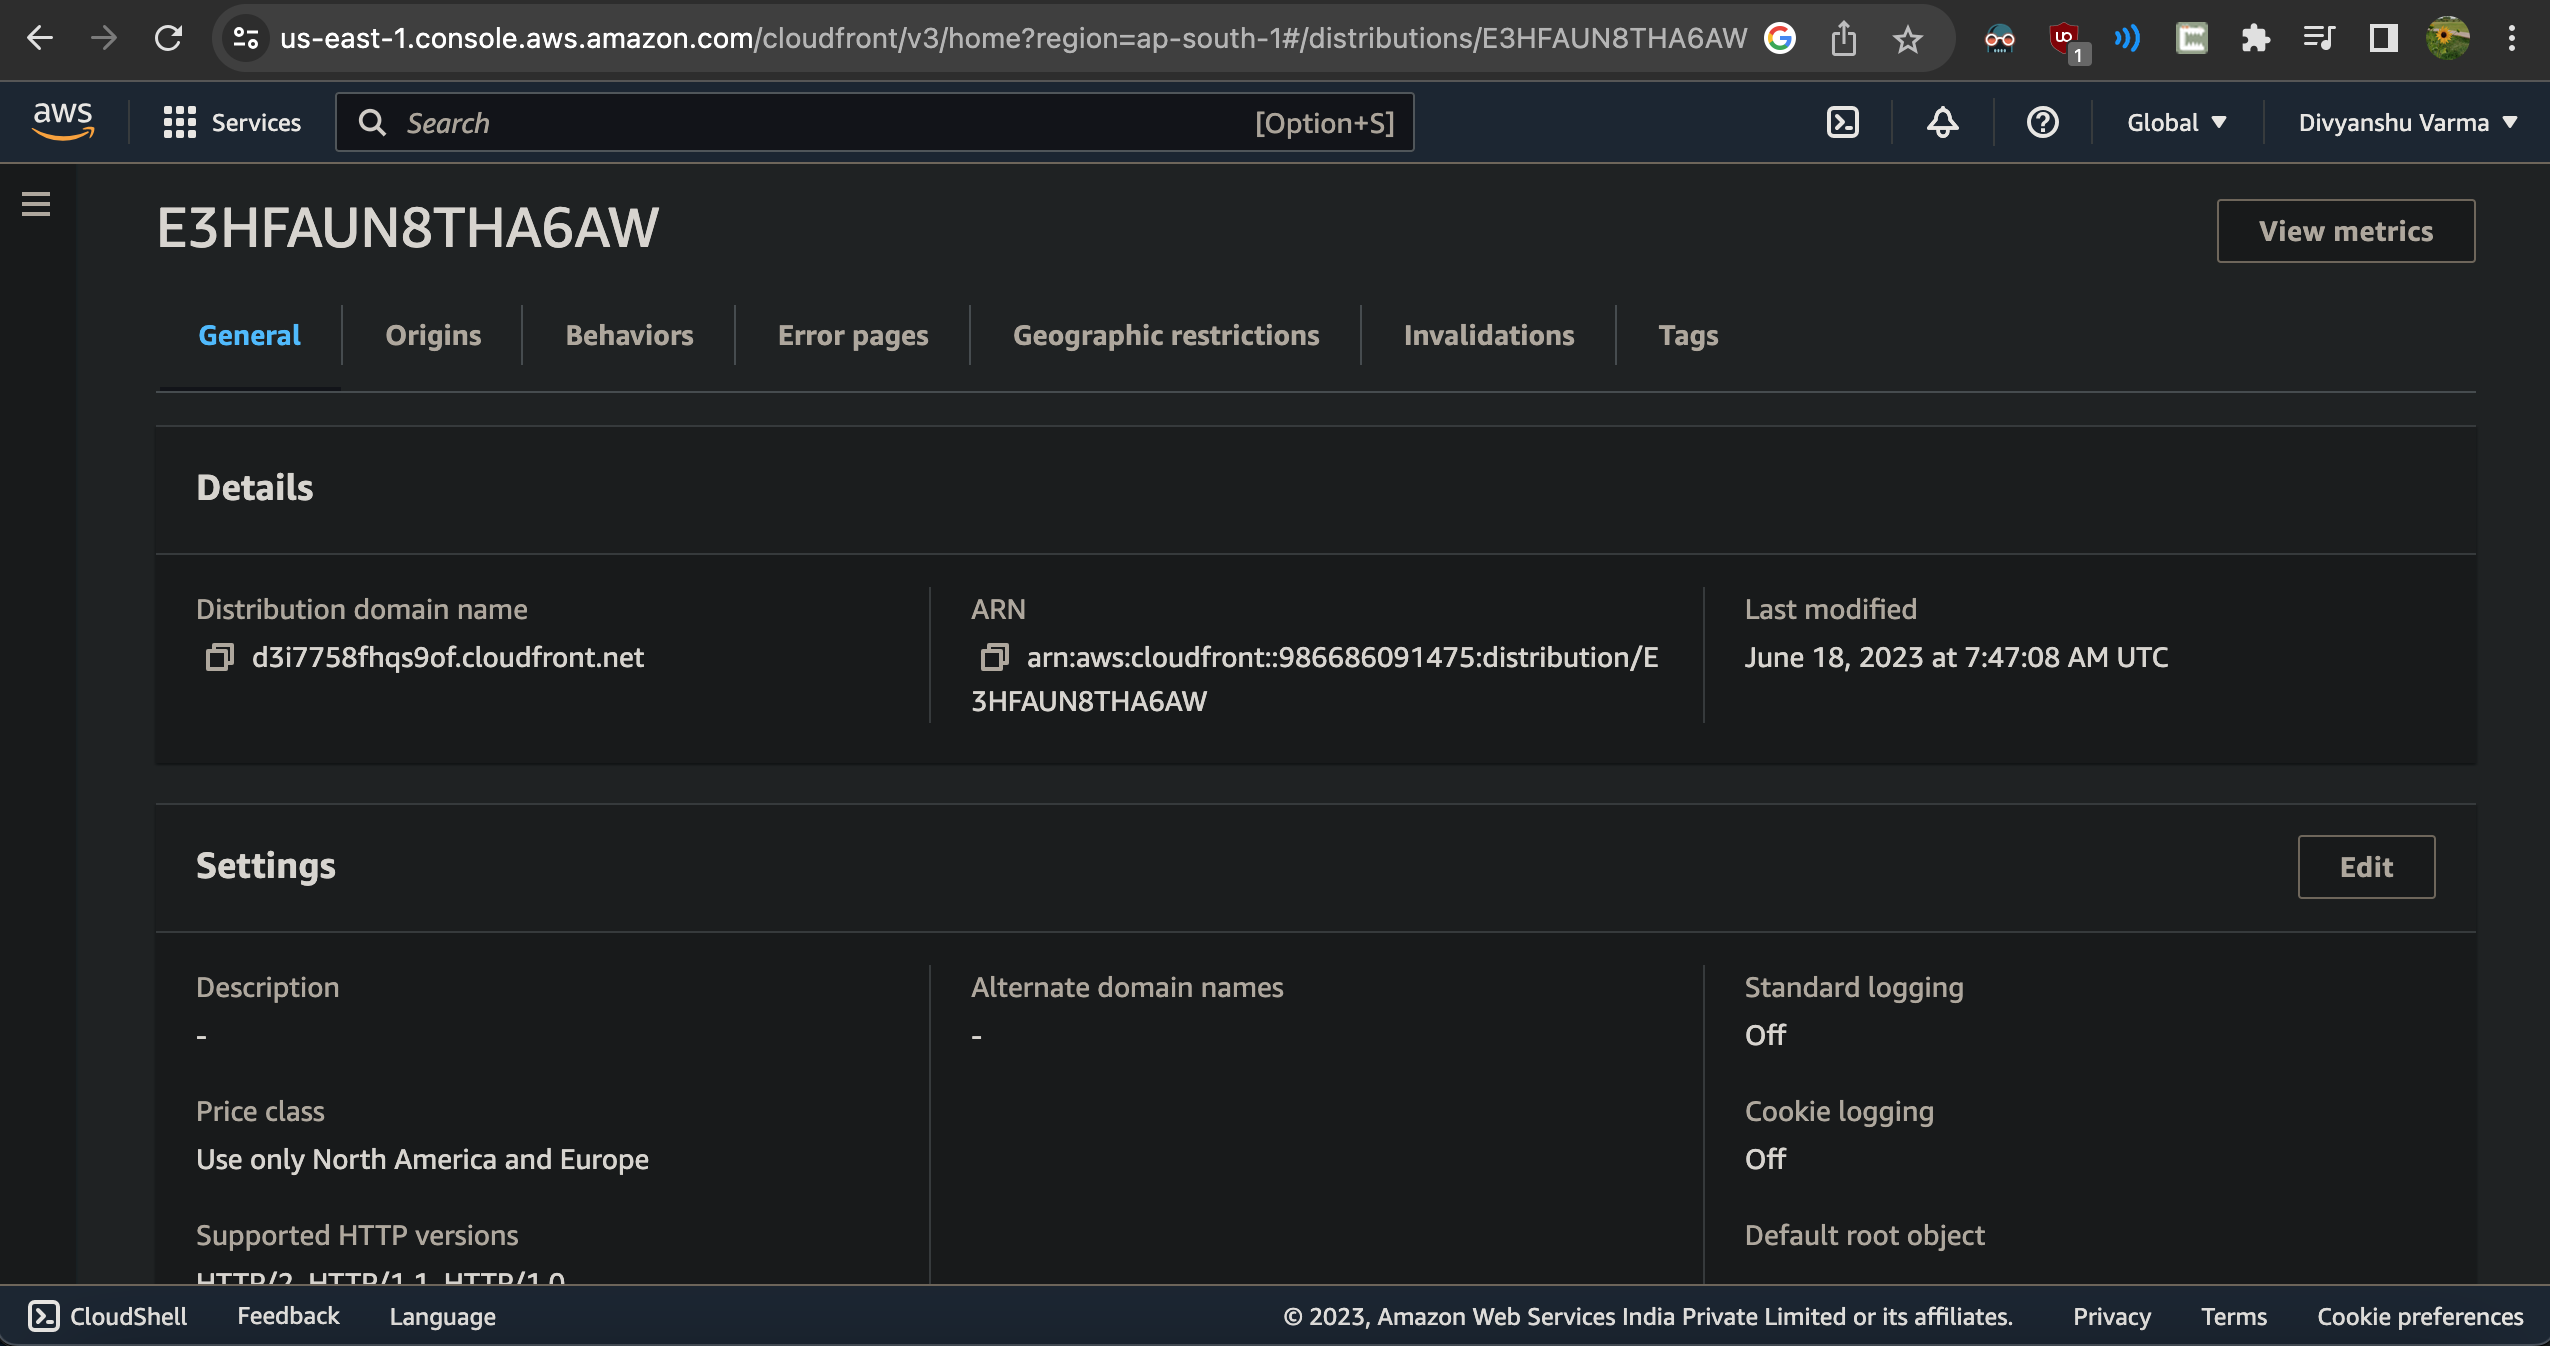 us-east-1.console.aws.amazon.com/cloudfront/v3/home?region=ap-south-1#/distributions/E3HFAUN8THA6AW
1
aws
Services
Search
[Option+S]
Global
Divyanshu Varma
E3HFAUN8THA6AW
View metrics
General
Origins
Behaviors
Error pages
Geographic restrictions
Invalidations
Tags
Details
Distribution domain name
d3i7758fhqs9of.cloudfront.net
ARN
arn:aws:cloudfront::986686091475:distribution/E
3HFAUN8THA6AW
Last modified
June 18, 2023 at 7:47:08 AM UTC
Settings
Edit
Description
-
Price class
Use only North America and Europe
Supported HTTP versions
HTTP/2, HTTP/1.1, HTTP/1.0
Alternate domain names
-
Standard logging
Off
Cookie logging
Off
Default root object
CloudShell
Feedback
Language
© 2023, Amazon Web Services India Private Limited or its affiliates.
Privacy
Terms
Cookie preferences